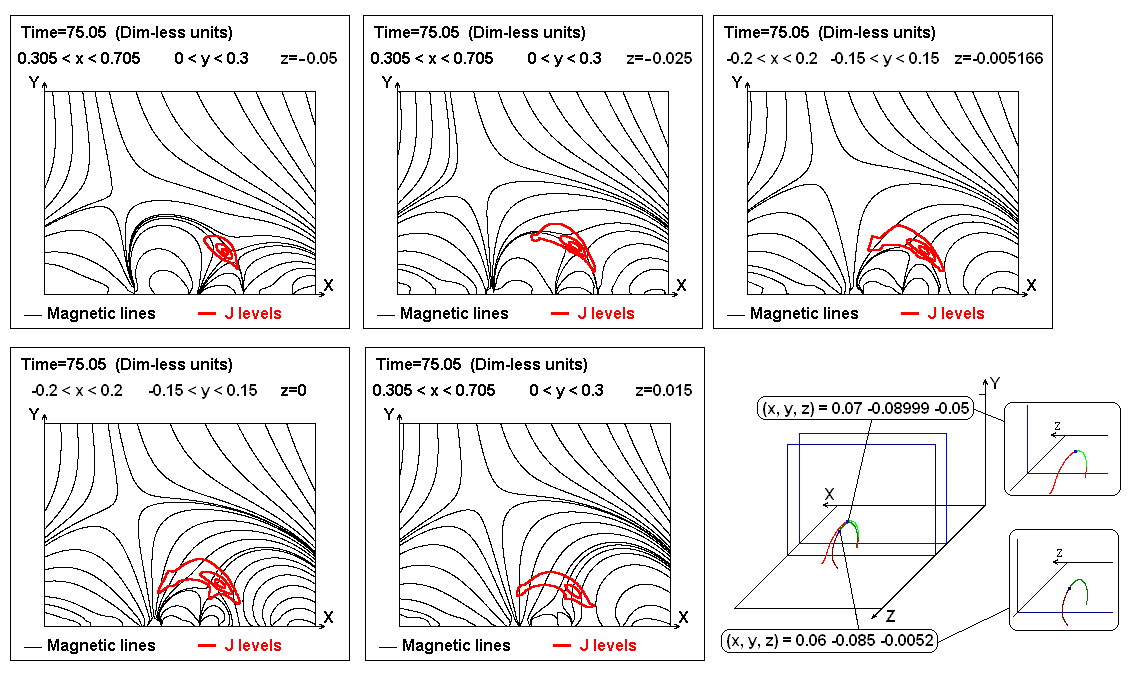 Time=75.05 (Dim-less units)
0.305 < x < 0.705 0 < y < 0.3 z=−0.05
Y
X
Magnetic lines J levels
Time=75.05 (Dim-less units)
0.305 < x < 0.705 0 < y < 0.3 z=−0.025
Y
X
Magnetic lines J levels
Time=75.05 (Dim-less units)
-0.2 < x < 0.2 -0.15 < y < 0.15 z=-0.005166
Y
X
Magnetic lines J levels
Time=75.05 (Dim-less units)
-0.2 < x < 0.2 -0.15 < y < 0.15 z=0
Y
X
Magnetic lines J levels
Time=75.05 (Dim-less units)
0.305 < x < 0.705 0 < y < 0.3 z=0.015
Y
X
Magnetic lines J levels
Y
(x, y, z) = 0.07 -0.08999 -0.05
Z
X
Z
Z
(x, y, z) = 0.06 -0.085 -0.0052